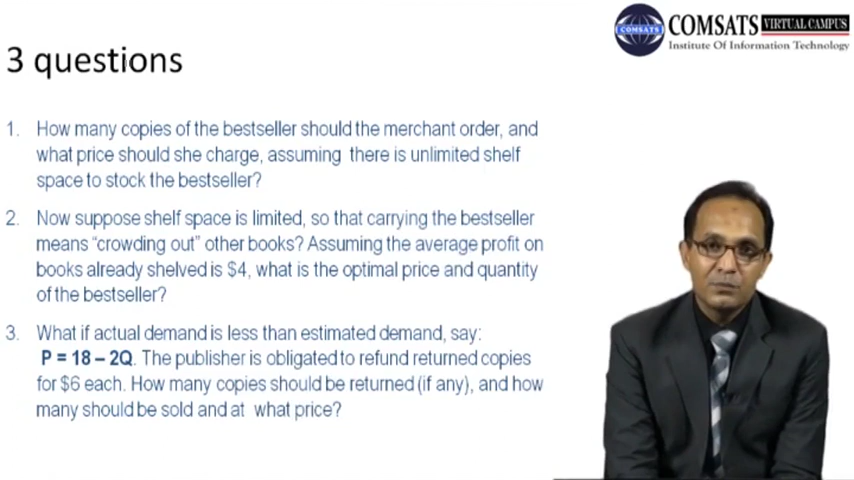 COMSATS VIRTUAL CAMPUS
COMSATS
Institute Of Information Technology
3 questions
1. How many copies of the bestseller should the merchant order, and
what price should she charge, assuming there is unlimited shelf
space to stock the bestseller?
2. Now suppose shelf space is limited, so that carrying the bestseller
means “crowding out” other books? Assuming the average profit on
books already shelved is $4, what is the optimal price and quantity
of the bestseller?
3. What if actual demand is less than estimated demand, say:
P = 18 – 2Q. The publisher is obligated to refund returned copies
for $6 each. How many copies should be returned (if any), and how
many should be sold and at what price?